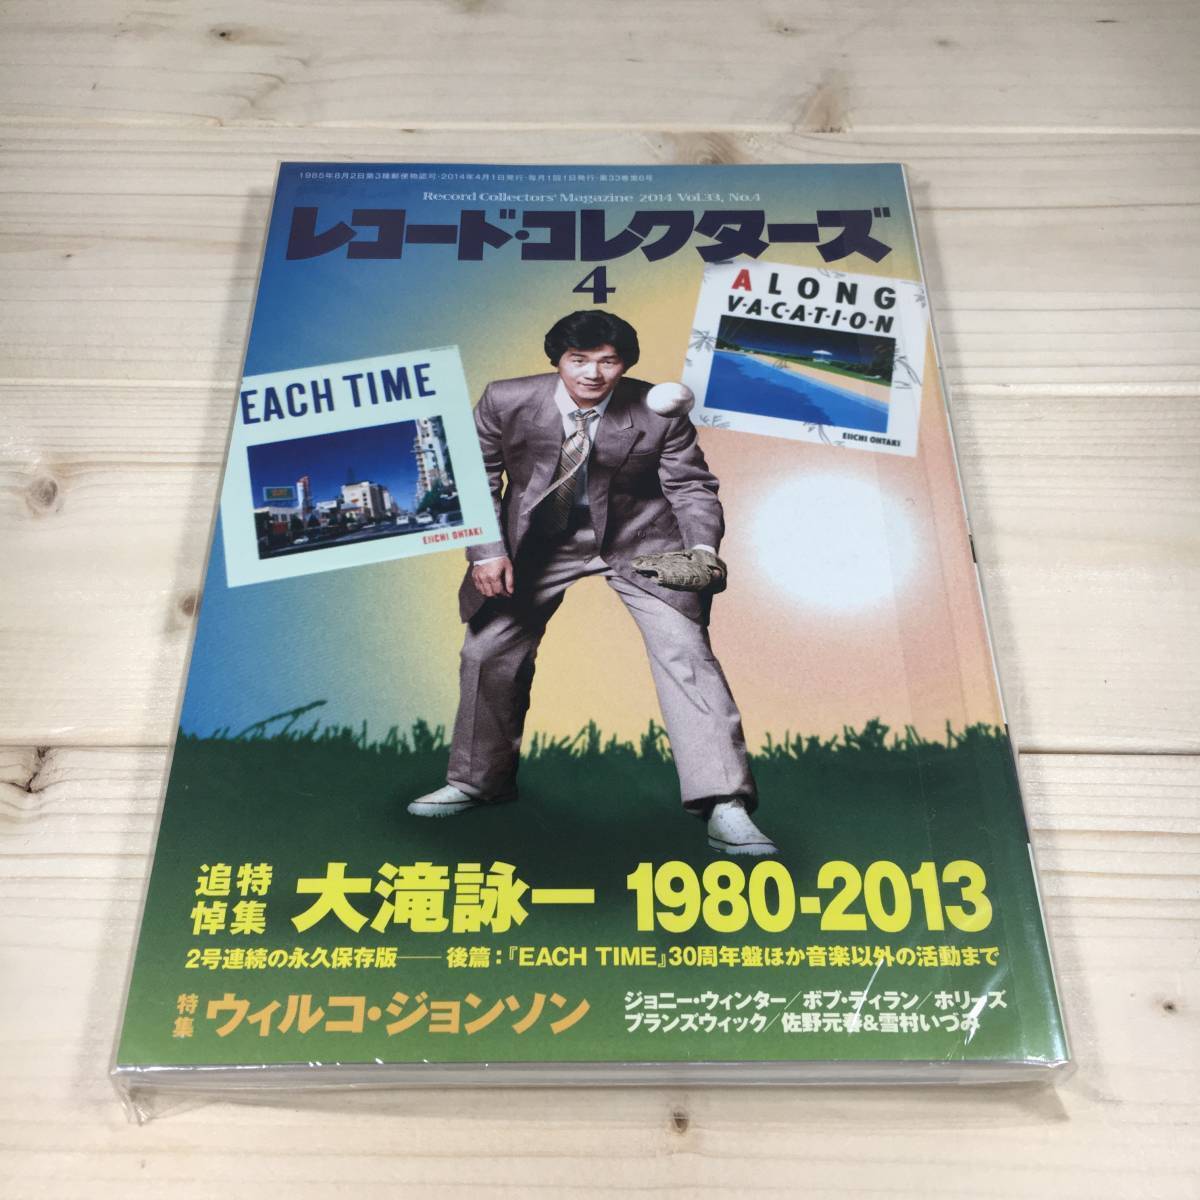 1985年8月2日第3種郵便物認可・2014年4月1日発行・毎月1回1日発行・第33巻第6号
Record Collectors' Magazine 2014 Vol.33, No.4
レコード・コレクターズ
4
A LONG
V・A・C・A・T・I・O・N
EIICHI OHTAKI
EACH TIME
EIICHI OHTAKI
追悼特集 大滝詠一 1980-2013
2号連続の永久保存版——後篇：『EACH TIME』30周年盤ほか音楽以外の活動まで
特集 ウィルコ・ジョンソン
ジョニー・ウィンター／ボブ・ディラン／ホリーズ
ブランズウィック／佐野元春&雪村いづみ